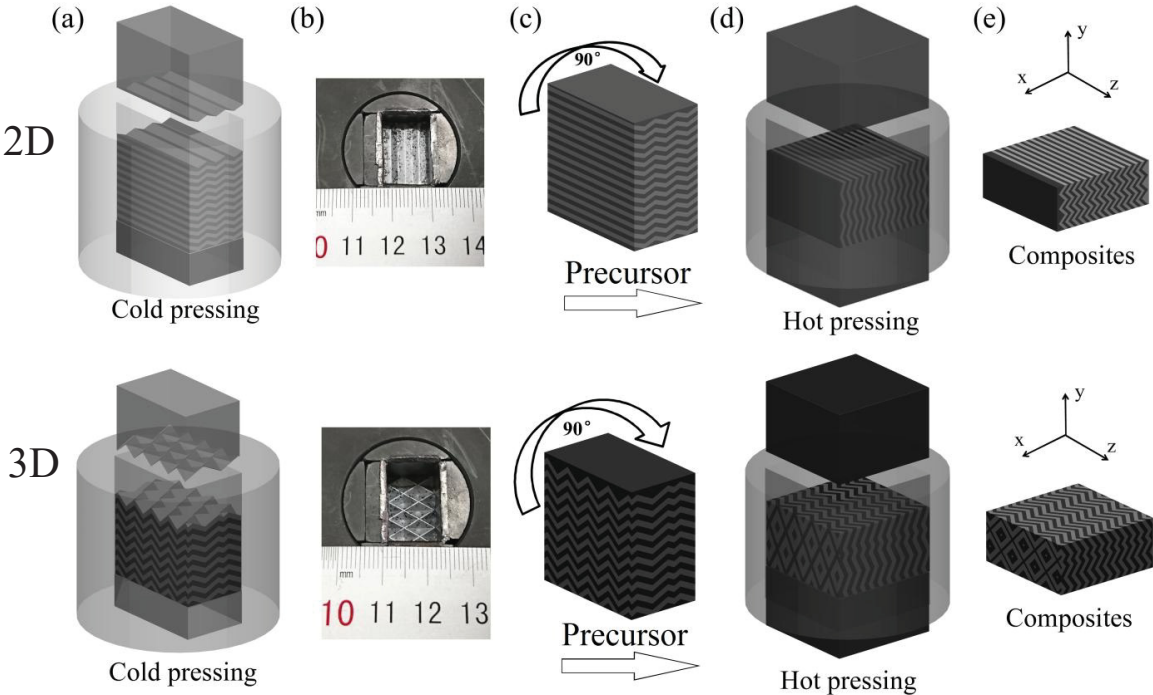 (a) (b) (c) (d) (e)
2D
90°
mm
0 11 12 13 14
Cold pressing
Precursor
Hot pressing
y
x z
Composites
3D
90°
mm
10 11 12 13
Cold pressing
Precursor
Hot pressing
y
x z
Composites